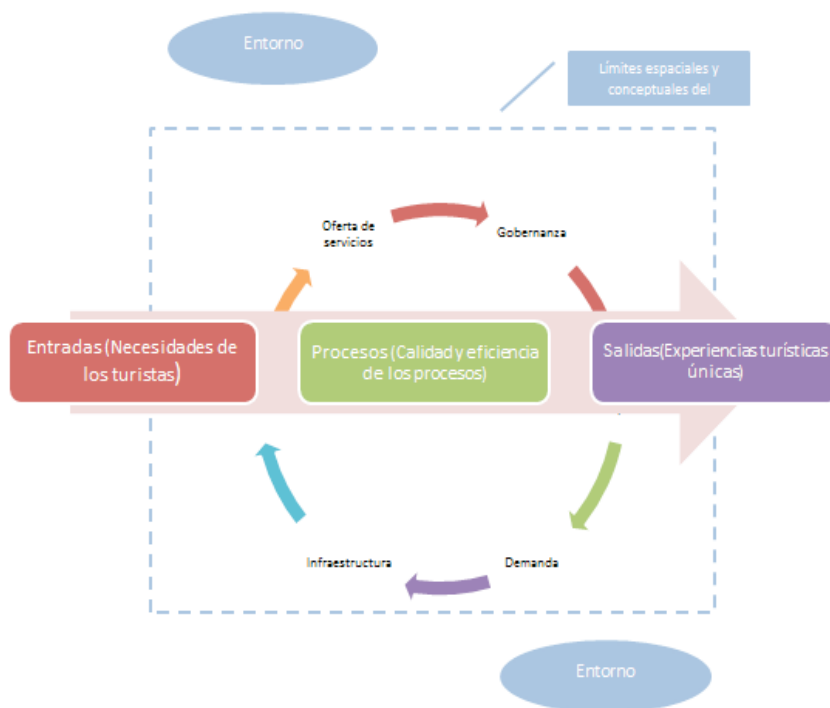 Entorno
Límites espaciales y
conceptuales del
Oferta de
servicios
Gobernanza
Entradas (Necesidades de
los turistas)
Procesos (Calidad y eficiencia
de los procesos)
Salidas(Experiencias turísticas
únicas)
Infraestructura
Demanda
Entorno